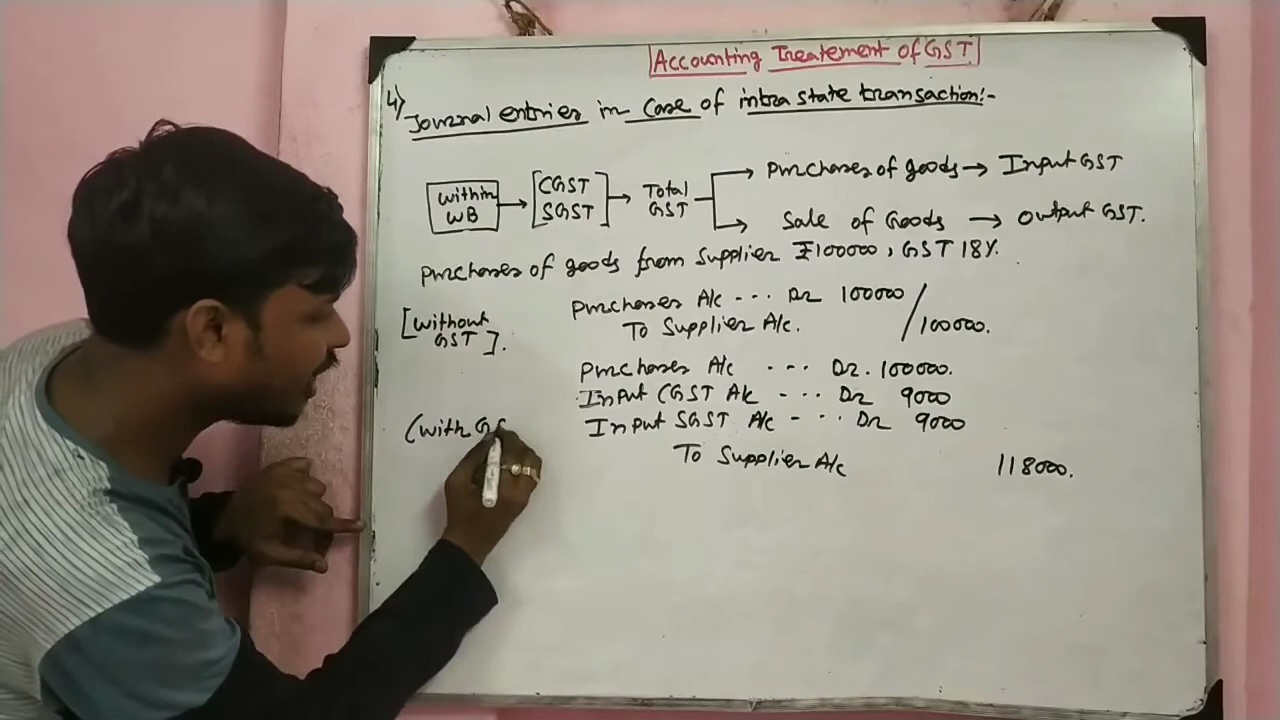 Accounting Treatement of GST
4) Journal entries in Case of intra state transaction:-
within WB → [CGST SGST] → Total GST
Purchases of goods → Input GST
Sale of Goods → Output GST.
Purchases of goods from Supplier ₹100000, GST 18%.
[without GST].
Purchases A/c --- Dr 100000
To Supplier A/c. 100000.
Purchases A/c --- Dr. 100000.
Input CGST A/c --- Dr 9000
(with GS
Input SGST A/c --- Dr 9000
To Supplier A/c 118000.